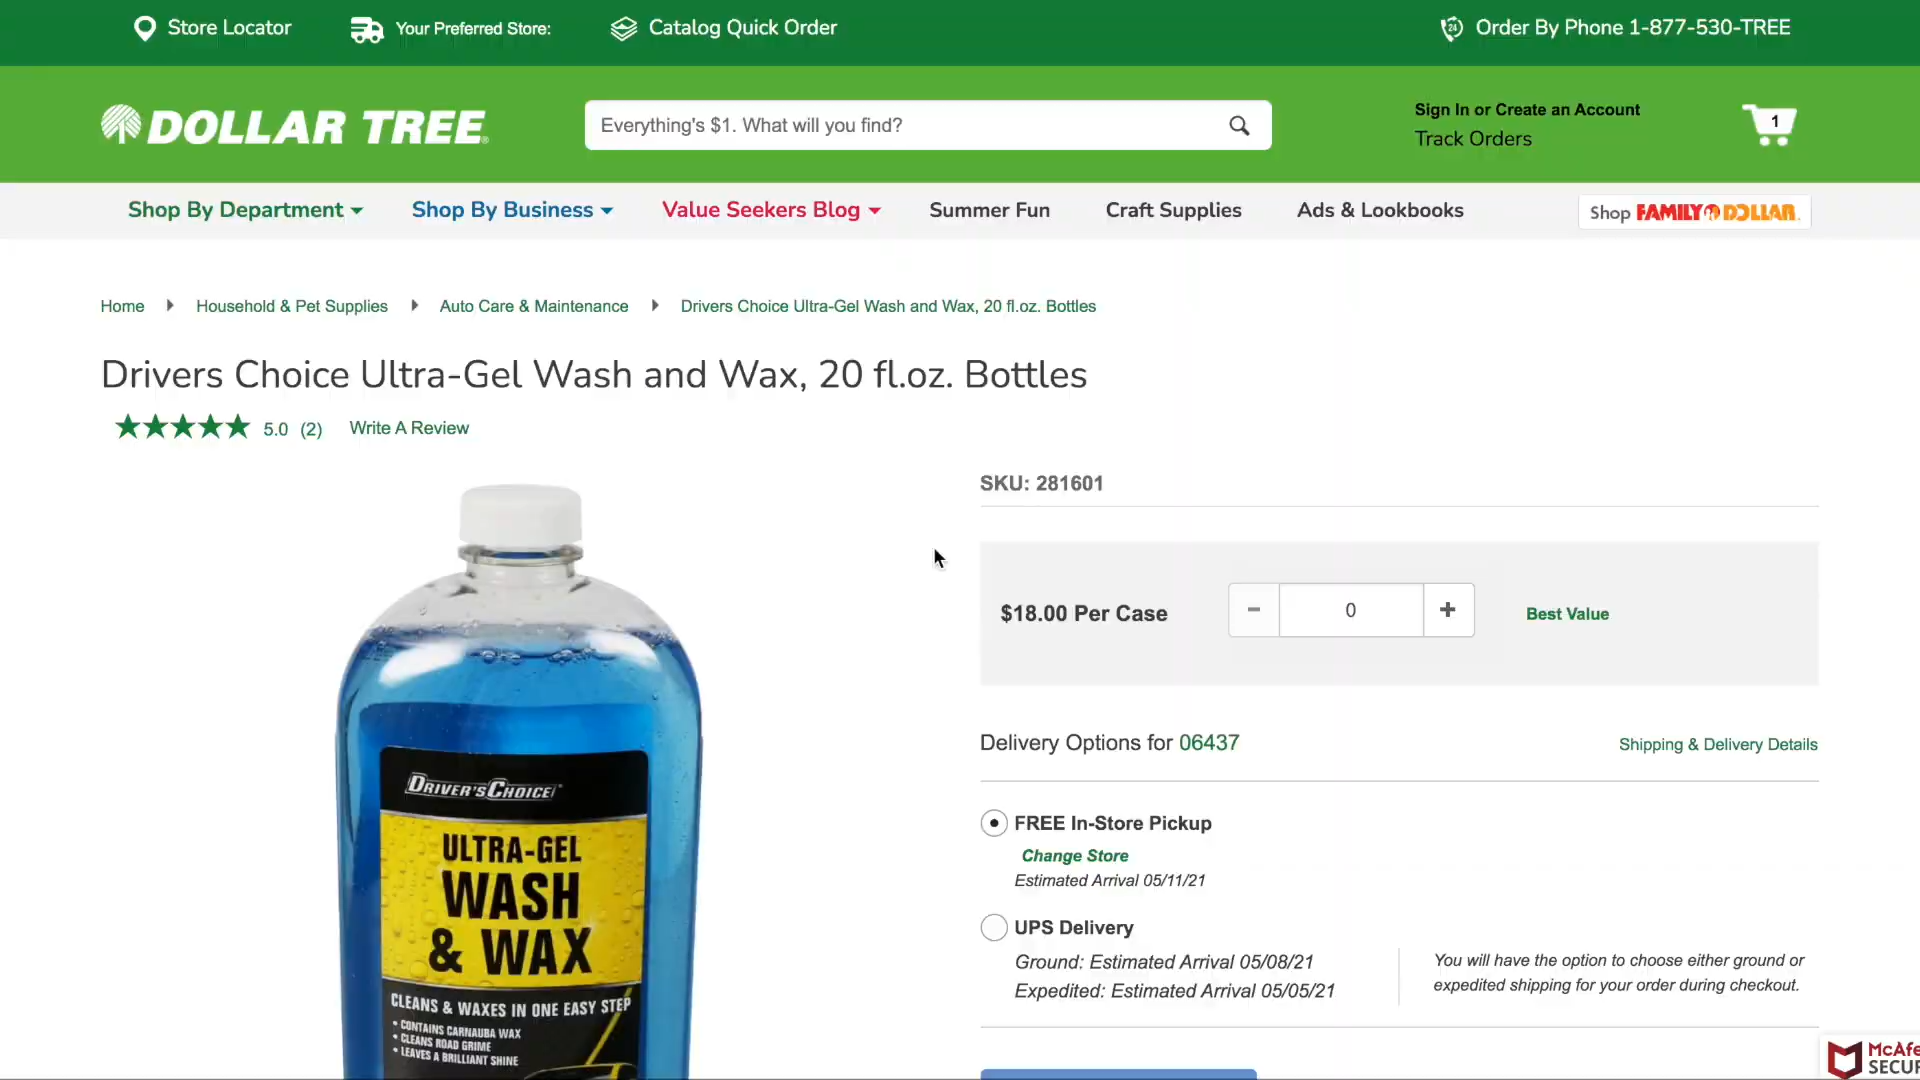 Store Locator
Your Preferred Store:
Catalog Quick Order
24
Order By Phone 1-877-530-TREE
DOLLAR TREE
Everything's $1. What will you find?
Sign In or Create an Account
Track Orders
1
Shop By Department
Shop By Business
Value Seekers Blog
Summer Fun
Craft Supplies
Ads & Lookbooks
Shop FAMILY DOLLAR
Home
Household & Pet Supplies
Auto Care & Maintenance
Drivers Choice Ultra-Gel Wash and Wax, 20 fl.oz. Bottles
Drivers Choice Ultra-Gel Wash and Wax, 20 fl.oz. Bottles
5.0 (2)
Write A Review
SKU: 281601
$18.00 Per Case
0
Best Value
Delivery Options for 06437
Shipping & Delivery Details
FREE In-Store Pickup
Change Store
Estimated Arrival 05/11/21
UPS Delivery
Ground: Estimated Arrival 05/08/21
Expedited: Estimated Arrival 05/05/21
You will have the option to choose either ground or
expedited shipping for your order during checkout.
DRIVER'S CHOICE
ULTRA-GEL
WASH
& WAX
CLEANS & WAXES IN ONE EASY STEP
• CONTAINS CARNAUBA WAX
• CLEANS ROAD GRIME
• LEAVES A BRILLIANT SHINE
McAfe
SECUR